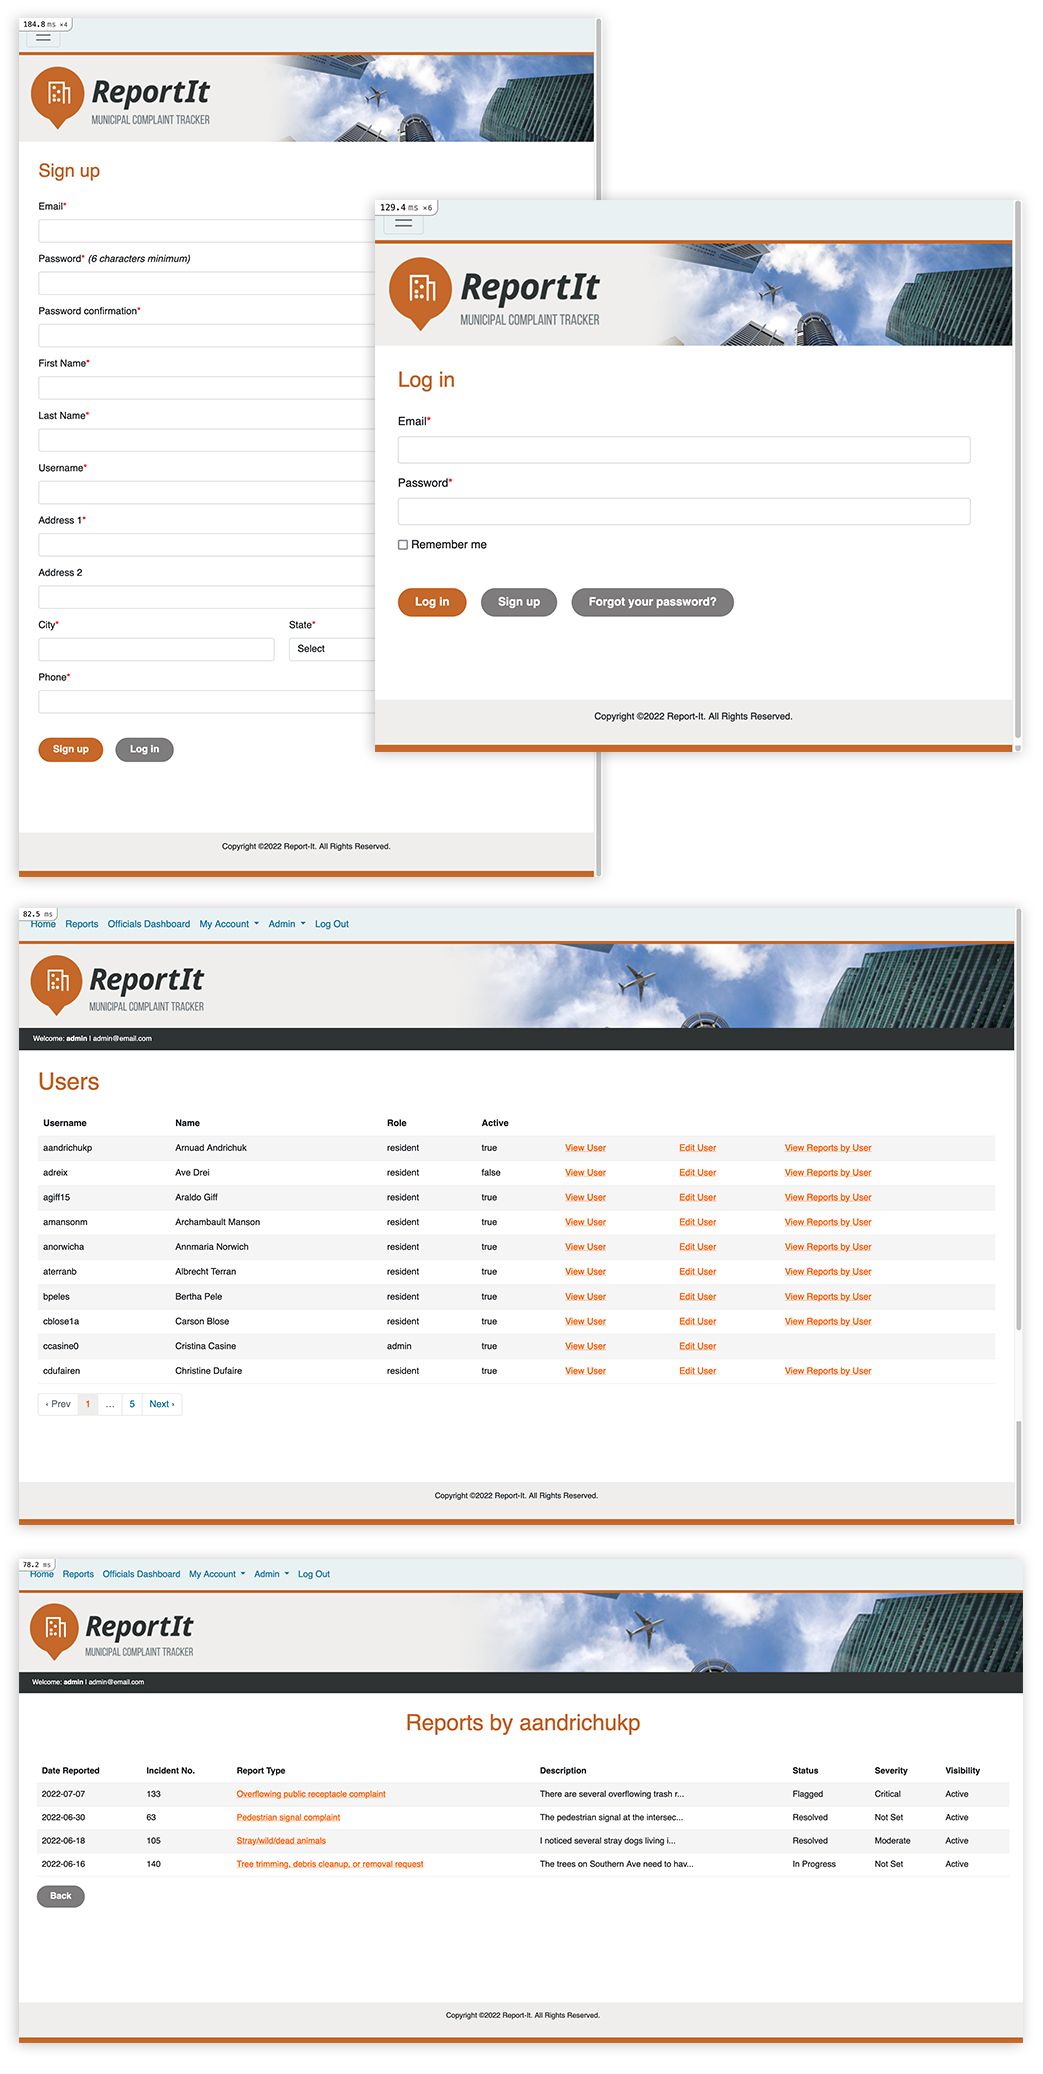 184.8 ms ×4
ReportIt
MUNICIPAL COMPLAINT TRACKER
Sign up
Email*
Password* (6 characters minimum)
Password confirmation*
First Name*
Last Name*
Username*
Address 1*
Address 2
City* State*
Select
Phone*
Sign up Log in
Copyright ©2022 Report-It. All Rights Reserved.
129.4 ms ×6
ReportIt
MUNICIPAL COMPLAINT TRACKER
Log in
Email*
Password*
Remember me
Log in Sign up Forgot your password?
Copyright ©2022 Report-It. All Rights Reserved.
82.5 ms
Home Reports Officials Dashboard My Account Admin Log Out
ReportIt
MUNICIPAL COMPLAINT TRACKER
Welcome: admin | admin@email.com
Users
Username Name Role Active
aandrichukp Arnuad Andrichuk resident true View User Edit User View Reports by User
adreix Ave Drei resident false View User Edit User View Reports by User
agiff15 Araldo Giff resident true View User Edit User View Reports by User
amansonm Archambault Manson resident true View User Edit User View Reports by User
anorwicha Annmaria Norwich resident true View User Edit User View Reports by User
aterranb Albrecht Terran resident true View User Edit User View Reports by User
bpeles Bertha Pele resident true View User Edit User View Reports by User
cblose1a Carson Blose resident true View User Edit User View Reports by User
ccasine0 Cristina Casine admin true View User Edit User
cdufairen Christine Dufaire resident true View User Edit User View Reports by User
‹ Prev 1 … 5 Next ›
Copyright ©2022 Report-It. All Rights Reserved.
78.2 ms
Home Reports Officials Dashboard My Account Admin Log Out
ReportIt
MUNICIPAL COMPLAINT TRACKER
Welcome: admin | admin@email.com
Reports by aandrichukp
Date Reported Incident No. Report Type Description Status Severity Visibility
2022-07-07 133 Overflowing public receptacle complaint There are several overflowing trash r... Flagged Critical Active
2022-06-30 63 Pedestrian signal complaint The pedestrian signal at the intersec... Resolved Not Set Active
2022-06-18 105 Stray/wild/dead animals I noticed several stray dogs living i... Resolved Moderate Active
2022-06-16 140 Tree trimming, debris cleanup, or removal request The trees on Southern Ave need to hav... In Progress Not Set Active
Back
Copyright ©2022 Report-It. All Rights Reserved.